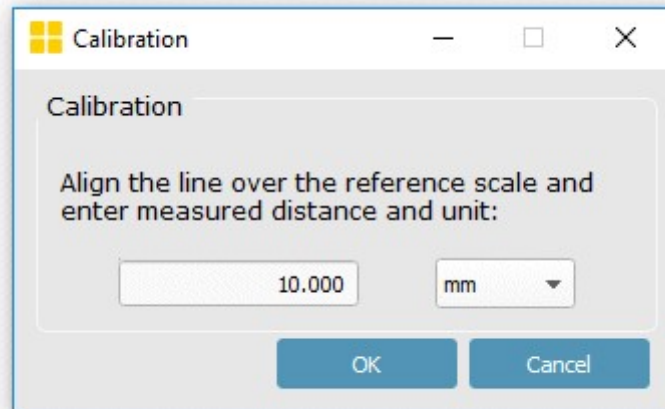 Calibration
Calibration
Align the line over the reference scale and
enter measured distance and unit:
10.000 mm
OK Cancel